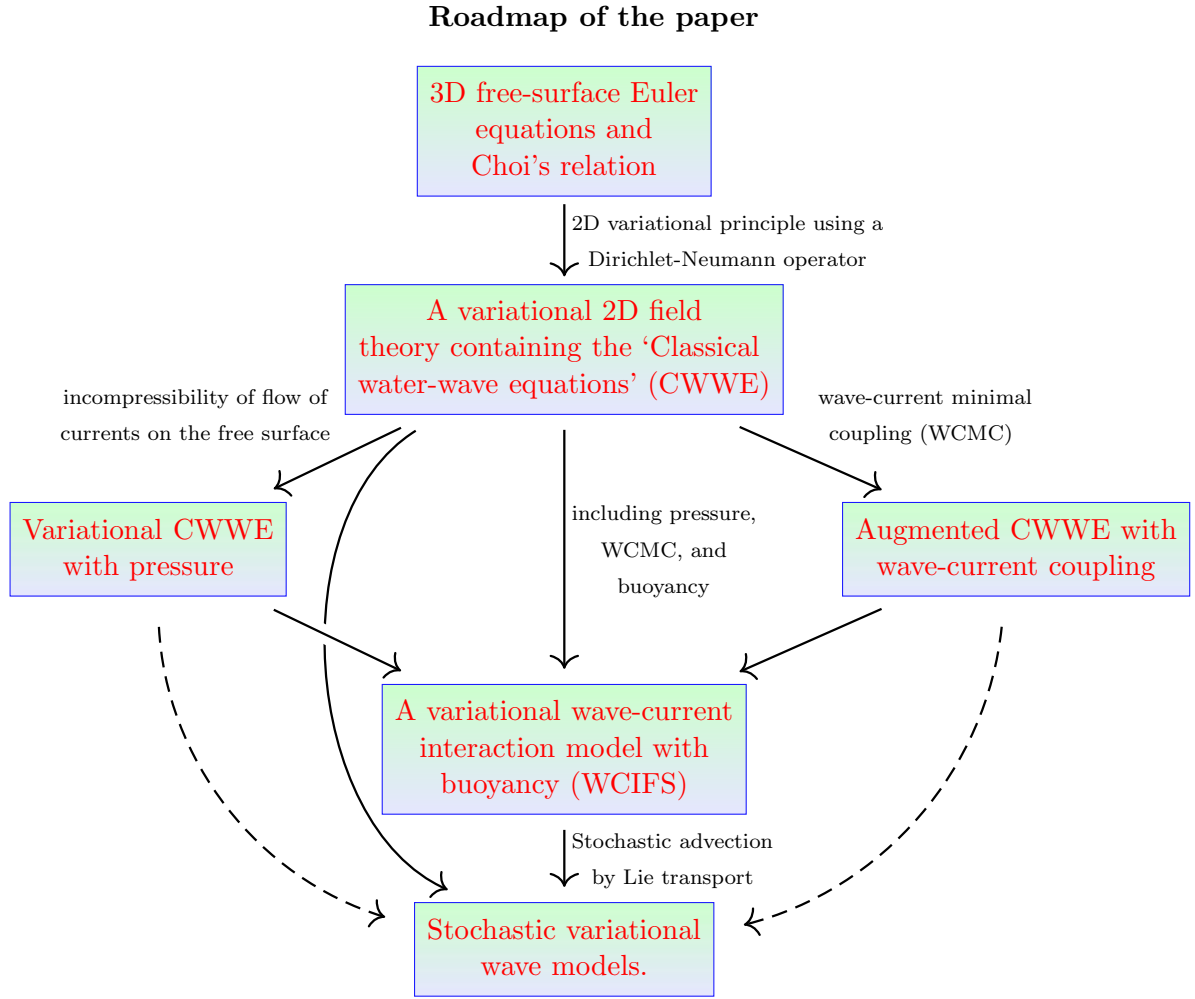 Roadmap of the paper
3D free-surface Euler
equations and
Choi's relation
2D variational principle using a
Dirichlet-Neumann operator
A variational 2D field
theory containing the ‘Classical
water-wave equations’ (CWWE)
incompressibility of flow of
currents on the free surface
wave-current minimal
coupling (WCMC)
including pressure,
WCMC, and
buoyancy
Variational CWWE
with pressure
Augmented CWWE with
wave-current coupling
A variational wave-current
interaction model with
buoyancy (WCIFS)
Stochastic advection
by Lie transport
Stochastic variational
wave models.